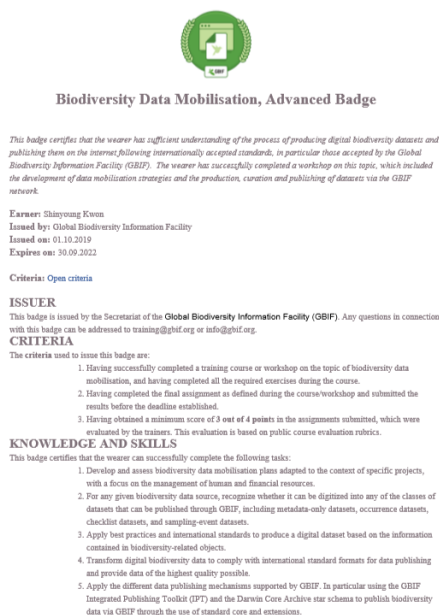 GBIF
Biodiversity Data Mobilisation, Advanced Badge
This badge certifies that the wearer has sufficient understanding of the process of producing digital biodiversity datasets and
publishing them on the internet following internationally accepted standards, in particular those accepted by the Global
Biodiversity Information Facility (GBIF). The wearer has successfully completed a workshop on this topic, which included
the development of data mobilisation strategies and the production, curation and publishing of datasets via the GBIF
network.
Earner: Shinyoung Kwon
Issued by: Global Biodiversity Information Facility
Issued on: 01.10.2019
Expires on: 30.09.2022
Criteria: Open criteria
ISSUER
This badge is issued by the Secretariat of the Global Biodiversity Information Facility (GBIF). Any questions in connection
with this badge can be addressed to training@gbif.org or info@gbif.org.
CRITERIA
The criteria used to issue this badge are:
1. Having successfully completed a training course or workshop on the topic of biodiversity data
mobilisation, and having completed all the required exercises during the course.
2. Having completed the final assignment as defined during the course/workshop and submitted the
results before the deadline established.
3. Having obtained a minimum score of 3 out of 4 points in the assignments submitted, which were
evaluated by the trainers. This evaluation is based on public course evaluation rubrics.
KNOWLEDGE AND SKILLS
This badge certifies that the wearer can successfully complete the following tasks:
1. Develop and assess biodiversity data mobilisation plans adapted to the context of specific projects,
with a focus on the management of human and financial resources.
2. For any given biodiversity data source, recognize whether it can be digitized into any of the classes of
datasets that can be published through GBIF, including metadata-only datasets, occurrence datasets,
checklist datasets, and sampling-event datasets.
3. Apply best practices and international standards to produce a digital dataset based on the information
contained in biodiversity-related objects.
4. Transform digital biodiversity data to comply with international standard formats for data publishing
and provide data of the highest quality possible.
5. Apply the different data publishing mechanisms supported by GBIF. In particular using the GBIF
Integrated Publishing Toolkit (IPT) and the Darwin Core Archive star schema to publish biodiversity
data via GBIF through the use of standard core and extensions.